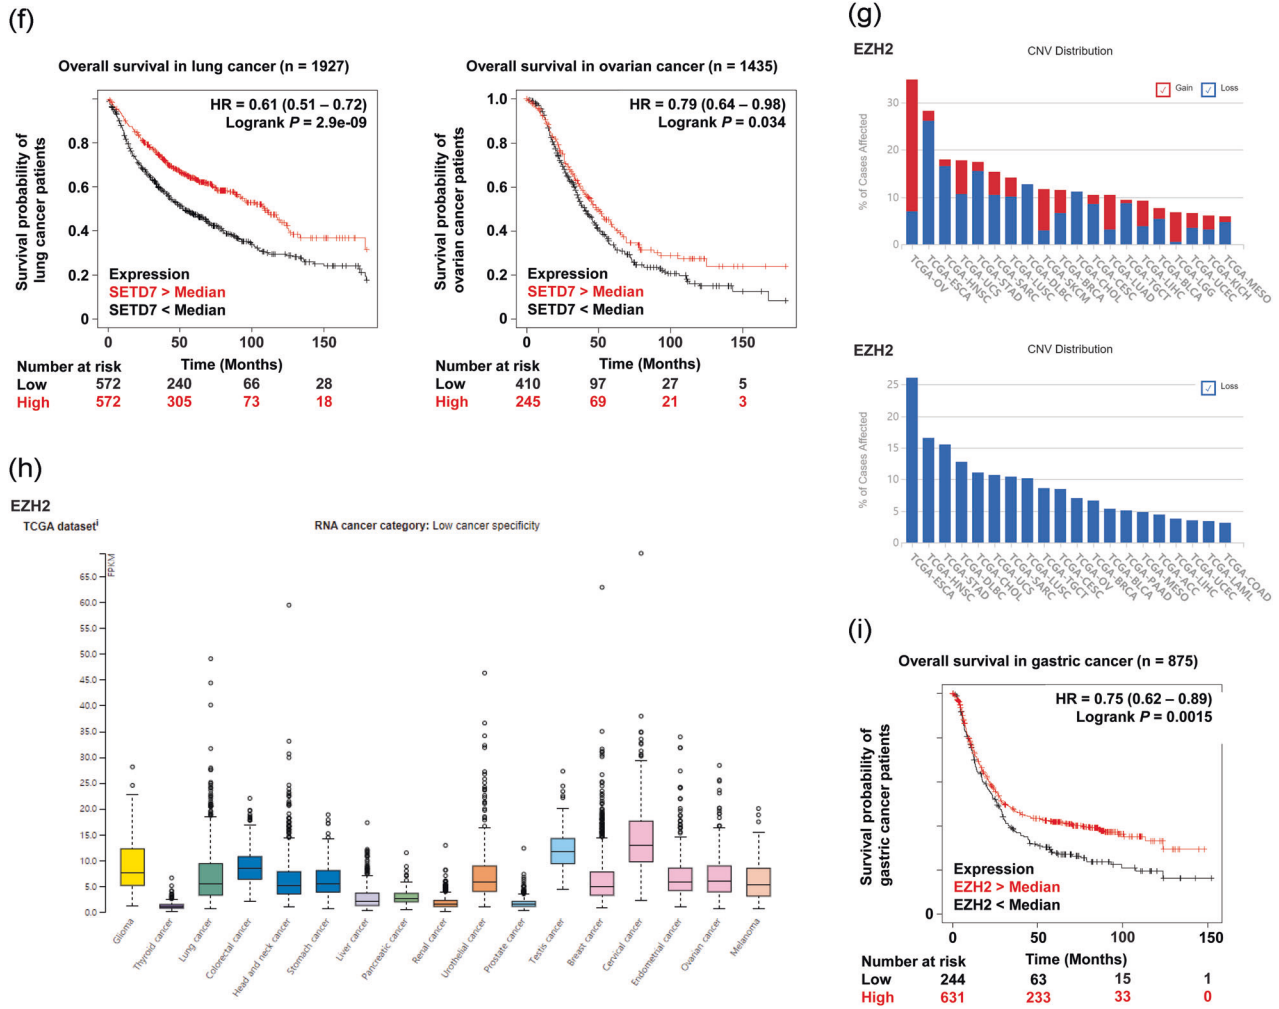 (f)
Overall survival in lung cancer (n = 1927)
HR = 0.61 (0.51 – 0.72)
Logrank P = 2.9e-09
Survival probability of
lung cancer patients
1.0
0.8
0.6
0.4
0.2
0
Expression
SETD7 > Median
SETD7 < Median
0 50 100 150
Number at risk
Time (Months)
Low 572 240 66 28
High 572 305 73 18
Overall survival in ovarian cancer (n = 1435)
HR = 0.79 (0.64 – 0.98)
Logrank P = 0.034
Survival probability of
ovarian cancer patients
1.0
0.8
0.6
0.4
0.2
0
Expression
SETD7 > Median
SETD7 < Median
0 50 100 150
Number at risk
Time (Months)
Low 410 97 27 5
High 245 69 21 3
(g)
EZH2
CNV Distribution
Gain
Loss
% of Cases Affected
30
20
10
0
TCGA-OV
TCGA-ESCA
TCGA-HNSC
TCGA-UCS
TCGA-STAD
TCGA-SARC
TCGA-LUSC
TCGA-DLBC
TCGA-SKCM
TCGA-BRCA
TCGA-CHOL
TCGA-CESC
TCGA-LUAD
TCGA-TGCT
TCGA-LIHC
TCGA-BLCA
TCGA-LGG
TCGA-UCEC
TCGA-KICH
TCGA-MESO
EZH2
CNV Distribution
Loss
% of Cases Affected
25
20
15
10
5
0
TCGA-ESCA
TCGA-HNSC
TCGA-STAD
TCGA-DLBC
TCGA-CHOL
TCGA-UCS
TCGA-SARC
TCGA-LUSC
TCGA-TGCT
TCGA-CESC
TCGA-OV
TCGA-BRCA
TCGA-BLCA
TCGA-PAAD
TCGA-MESO
TCGA-ACC
TCGA-LIHC
TCGA-UCEC
TCGA-LAML
TCGA-COAD
(h)
EZH2
TCGA dataseti
RNA cancer category: Low cancer specificity
FPKM
65.0
60.0
55.0
50.0
45.0
40.0
35.0
30.0
25.0
20.0
15.0
10.0
5.0
0.0
Glioma
Thyroid cancer
Lung cancer
Colorectal cancer
Head and neck cancer
Stomach cancer
Liver cancer
Pancreatic cancer
Renal cancer
Urothelial cancer
Prostate cancer
Testis cancer
Breast cancer
Cervical cancer
Endometrial cancer
Ovarian cancer
Melanoma
(i)
Overall survival in gastric cancer (n = 875)
HR = 0.75 (0.62 – 0.89)
Logrank P = 0.0015
Survival probability of
gastric cancer patients
Expression
EZH2 > Median
EZH2 < Median
0
0 50 100 150
Number at risk
Time (Months)
Low 244 63 15 1
High 631 233 33 0